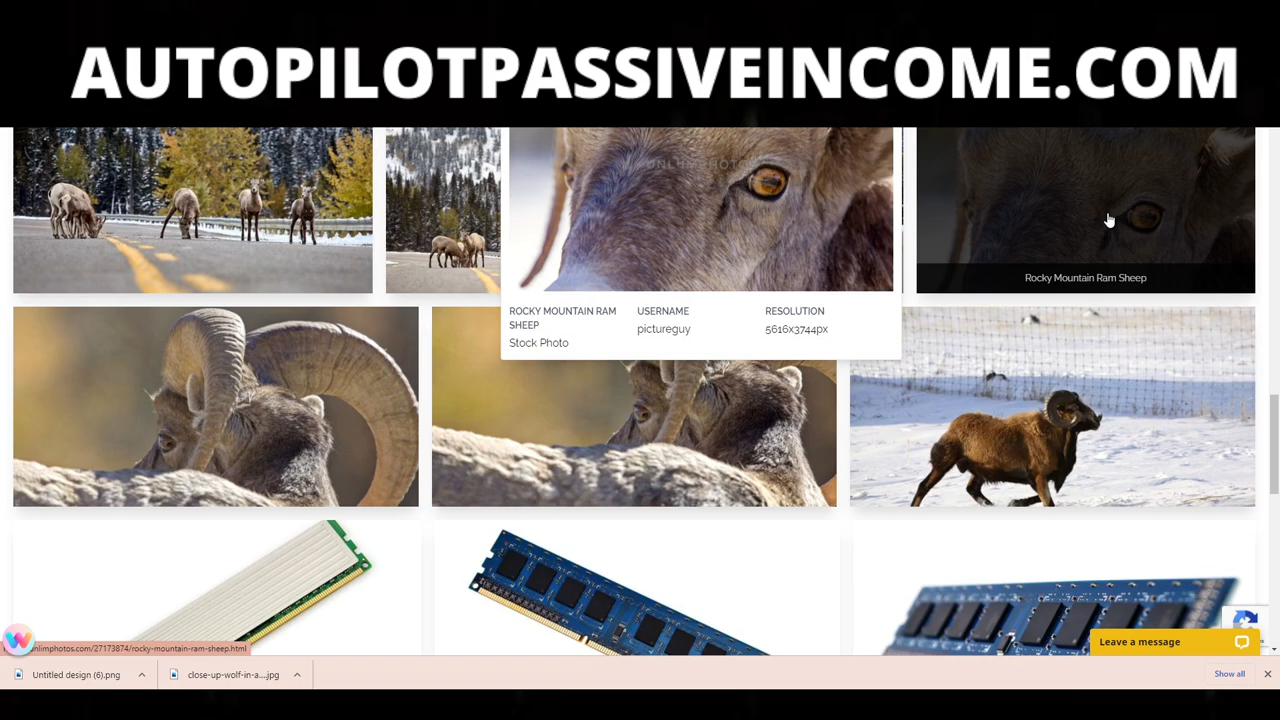 AUTOPILOTPASSIVEINCOME.COM
Rocky Mountain Ram Sheep
ROCKY MOUNTAIN RAM
SHEEP
Stock Photo
USERNAME
pictureguy
RESOLUTION
5616x3744px
Leave a message
nlimphotos.com/27173874/rocky-mountain-ram-sheep.html
Untitled design (6).png
close-up-wolf-in-a....jpg
Show all